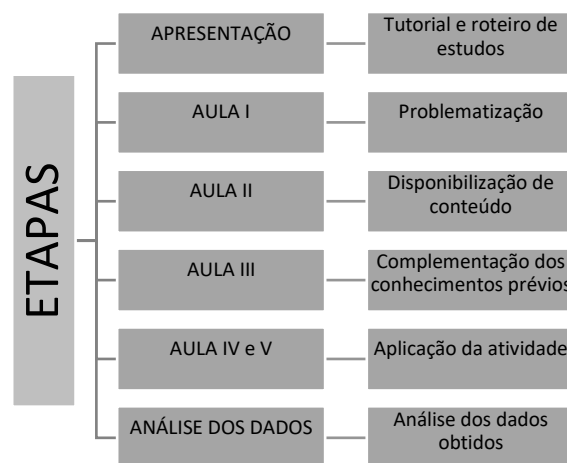 ETAPAS
APRESENTAÇÃO
Tutorial e roteiro de
estudos
AULA I
Problematização
AULA II
Disponibilização de
conteúdo
AULA III
Complementação dos
conhecimentos prévios
AULA IV e V
Aplicação da atividade
ANÁLISE DOS DADOS
Análise dos dados
obtidos